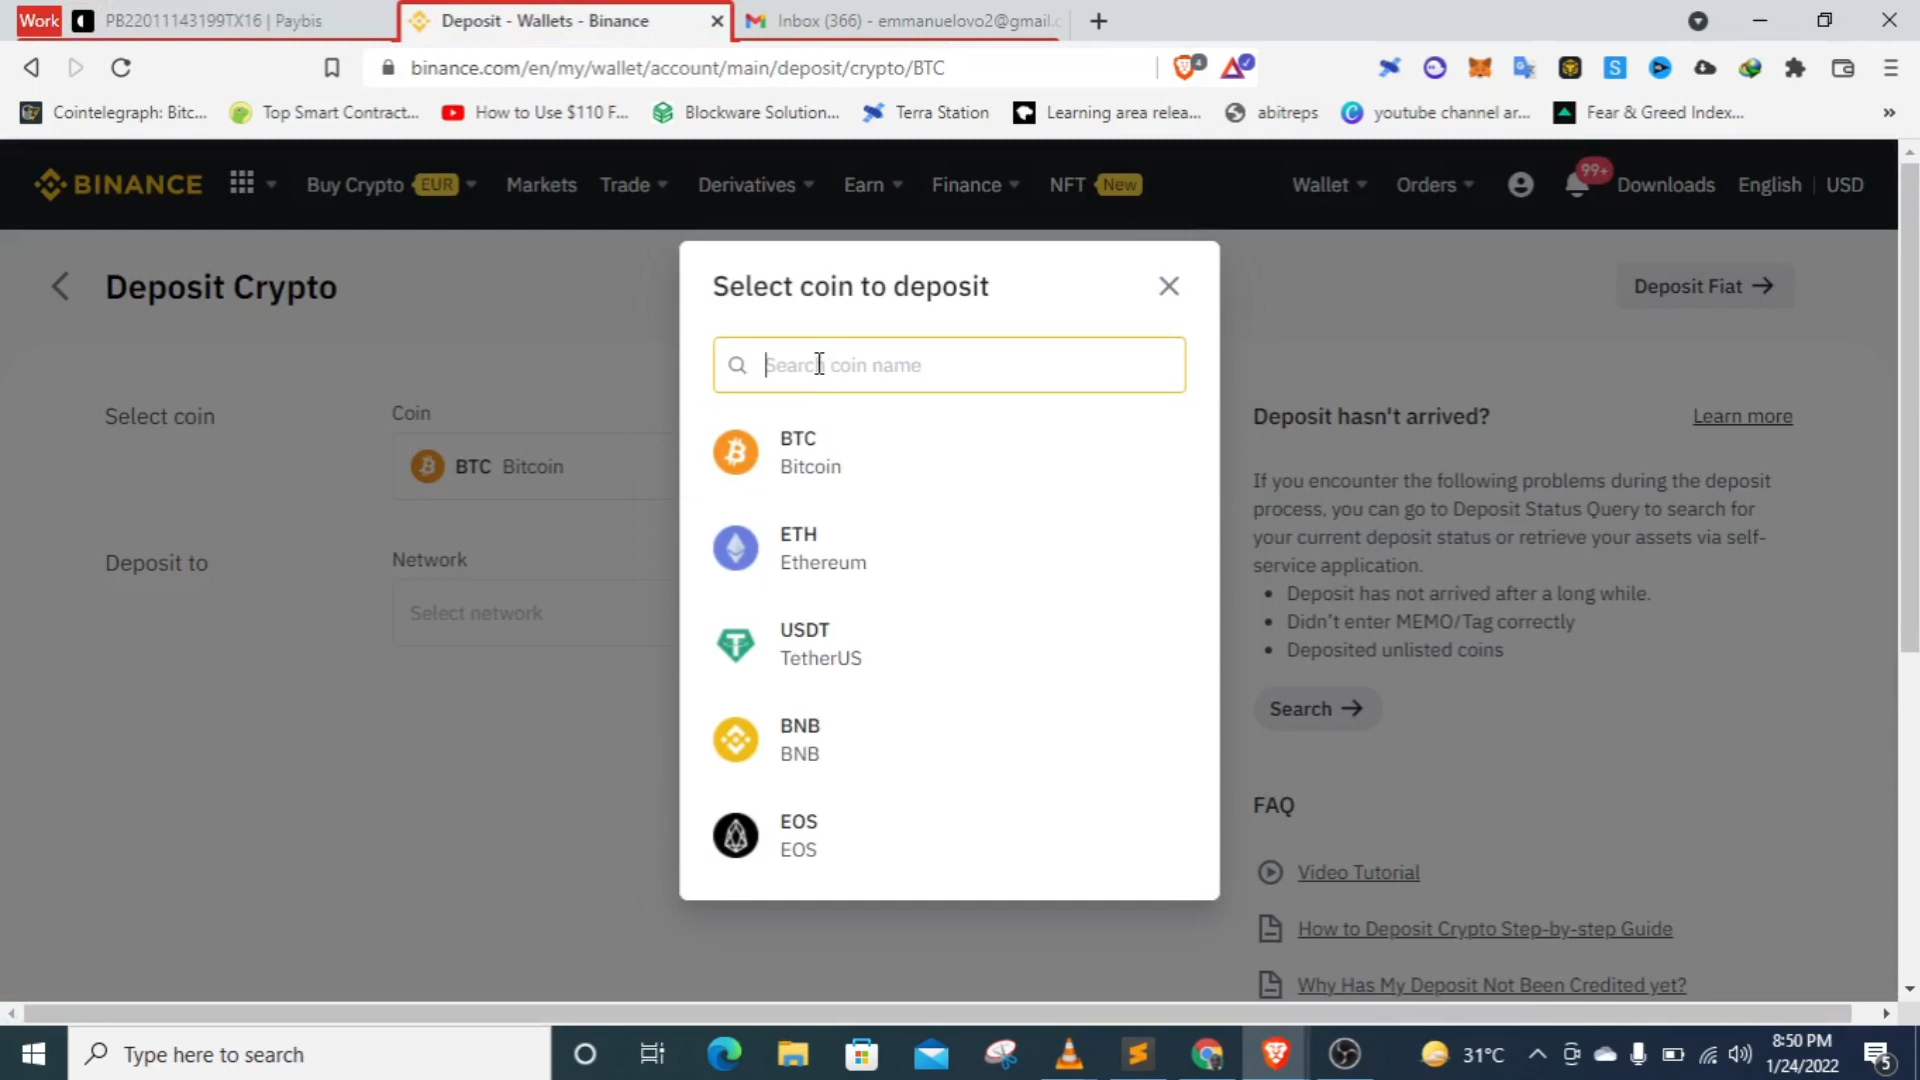 Work PB22011143199TX16 | Paybis Deposit - Wallets - Binance Inbox (366) - emmanuelovo2@gmail.c
binance.com/en/my/wallet/account/main/deposit/crypto/BTC 4
Cointelegraph: Bitc... Top Smart Contract... How to Use $110 F... Blockware Solution... Terra Station Learning area relea... abitreps youtube channel ar... Fear & Greed Index... »
BINANCE Buy Crypto EUR Markets Trade Derivatives Earn Finance NFT New Wallet Orders 99+ Downloads English USD
Deposit Crypto
Deposit Fiat
Select coin to deposit
Search coin name
BTC
Bitcoin
ETH
Ethereum
USDT
TetherUS
BNB
BNB
EOS
EOS
Select coin
Coin
BTC Bitcoin
Deposit to
Network
Select network
Deposit hasn't arrived? Learn more
If you encounter the following problems during the deposit
process, you can go to Deposit Status Query to search for
your current deposit status or retrieve your assets via self-
service application.
• Deposit has not arrived after a long while.
• Didn't enter MEMO/Tag correctly
• Deposited unlisted coins
Search
FAQ
Video Tutorial
How to Deposit Crypto Step-by-step Guide
Why Has My Deposit Not Been Credited yet?
Type here to search
31°C
8:50 PM
1/24/2022
5